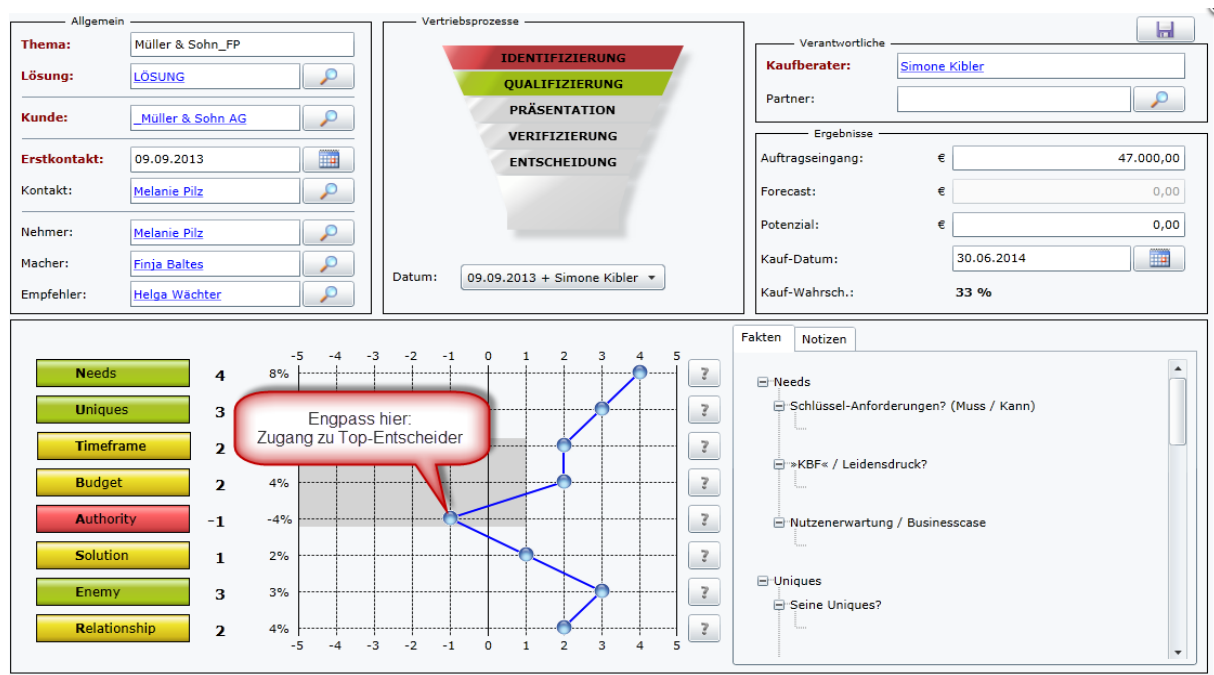 Allgemein
Thema: Müller & Sohn_FP
Lösung: LÖSUNG
Kunde: _Müller & Sohn AG
Erstkontakt: 09.09.2013
Kontakt: Melanie Pilz
Nehmer: Melanie Pilz
Macher: Finja Baltes
Empfehler: Helga Wächter
Vertriebsprozesse
IDENTIFIZIERUNG
QUALIFIZIERUNG
PRÄSENTATION
VERIFIZIERUNG
ENTSCHEIDUNG
Datum: 09.09.2013 + Simone Kibler
Verantwortliche
Kaufberater: Simone Kibler
Partner:
Ergebnisse
Auftragseingang: € 47.000,00
Forecast: € 0,00
Potenzial: € 0,00
Kauf-Datum: 30.06.2014
Kauf-Wahrsch.: 33 %
-5 -4 -3 -2 -1 0 1 2 3 4 5
Needs 4 8% ?
Uniques 3 ?
Timeframe 2 ?
Budget 2 4% ?
Authority -1 -4% ?
Solution 1 2% ?
Enemy 3 3% ?
Relationship 2 4% ?
-5 -4 -3 -2 -1 0 1 2 3 4 5
Engpass hier:
Zugang zu Top-Entscheider
Fakten Notizen
Needs
Schlüssel-Anforderungen? (Muss / Kann)
»KBF« / Leidensdruck?
Nutzenerwartung / Businesscase
Uniques
Seine Uniques?